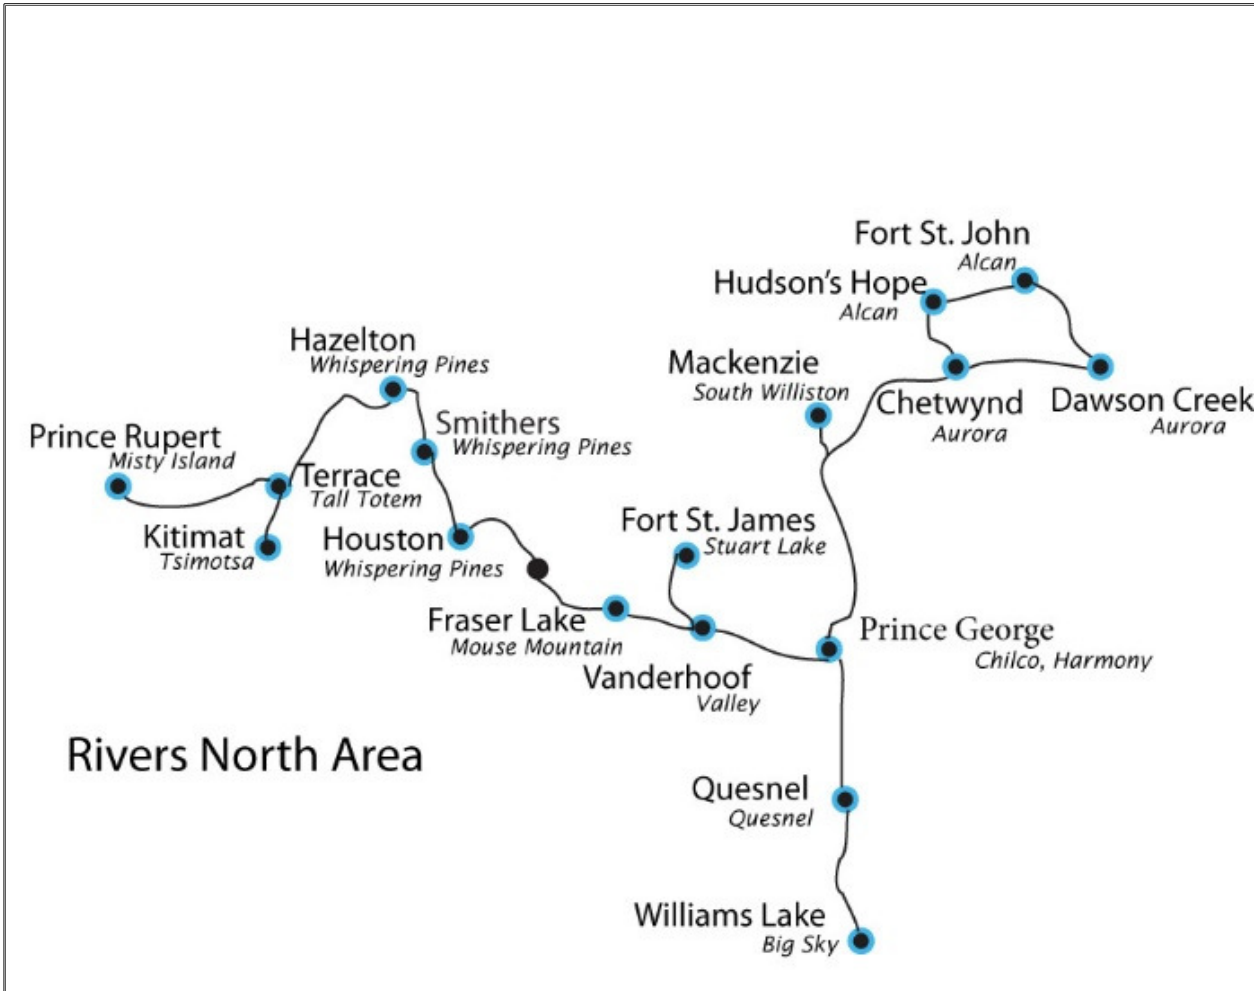 Fort St. John
Alcan
Hudson's Hope
Alcan
Hazelton
Whispering Pines
Mackenzie
South Williston
Chetwynd
Aurora
Dawson Creek
Aurora
Smithers
Whispering Pines
Prince Rupert
Misty Island
Terrace
Tall Totem
Kitimat
Tsimotsa
Houston
Whispering Pines
Fort St. James
Stuart Lake
Fraser Lake
Mouse Mountain
Prince George
Chilco, Harmony
Vanderhoof
Valley
Rivers North Area
Quesnel
Quesnel
Williams Lake
Big Sky